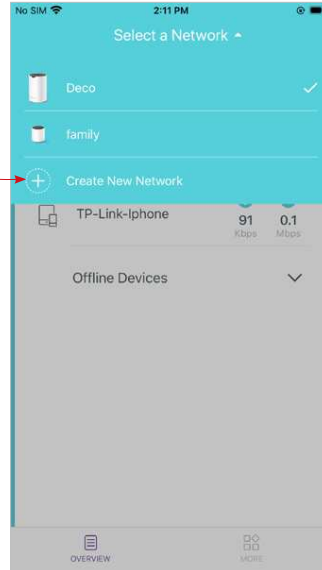 No SIM 2:11 PM
Select a Network
Deco
family
Create New Network
TP-Link-Iphone 91 0.1
Kbps Mbps
Offline Devices
OVERVIEW MORE